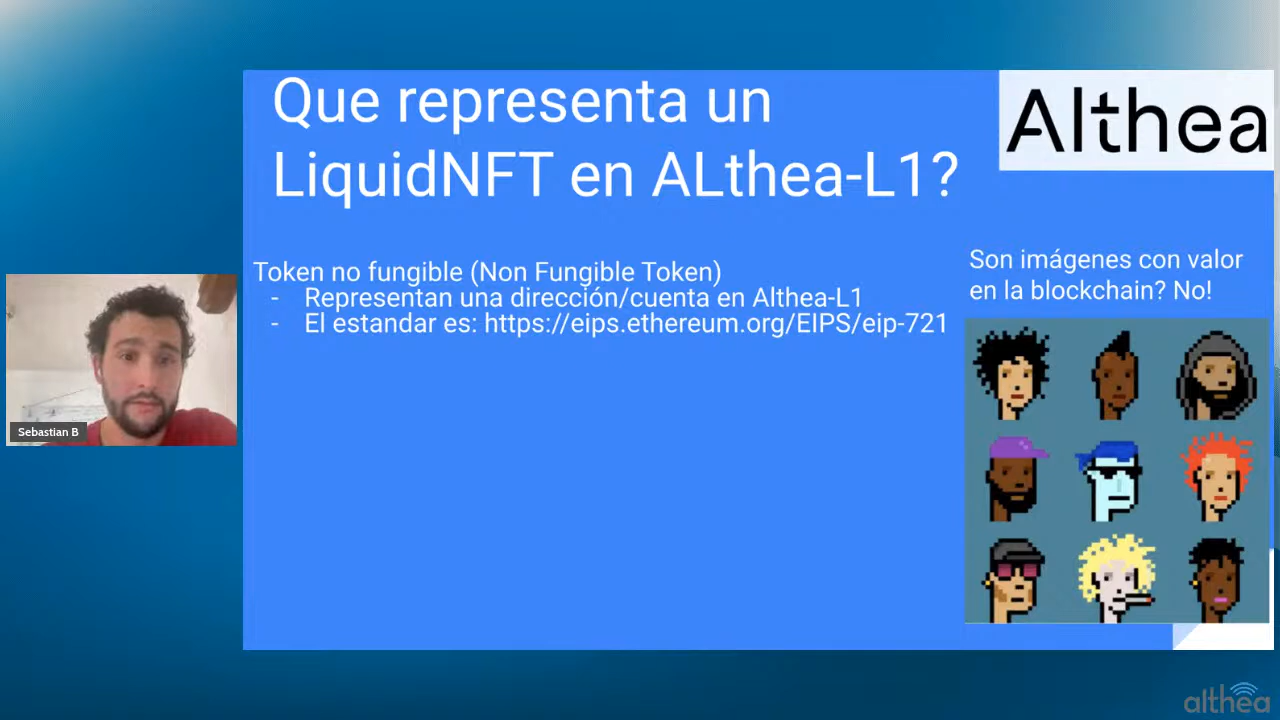 Que representa un
LiquidNFT en ALthea-L1?
Althea
Token no fungible (Non Fungible Token)
- Representan una dirección/cuenta en Althea-L1
- El estandar es: https://eips.ethereum.org/EIPS/eip-721
Son imágenes con valor
en la blockchain? No!
Sebastian B
althea